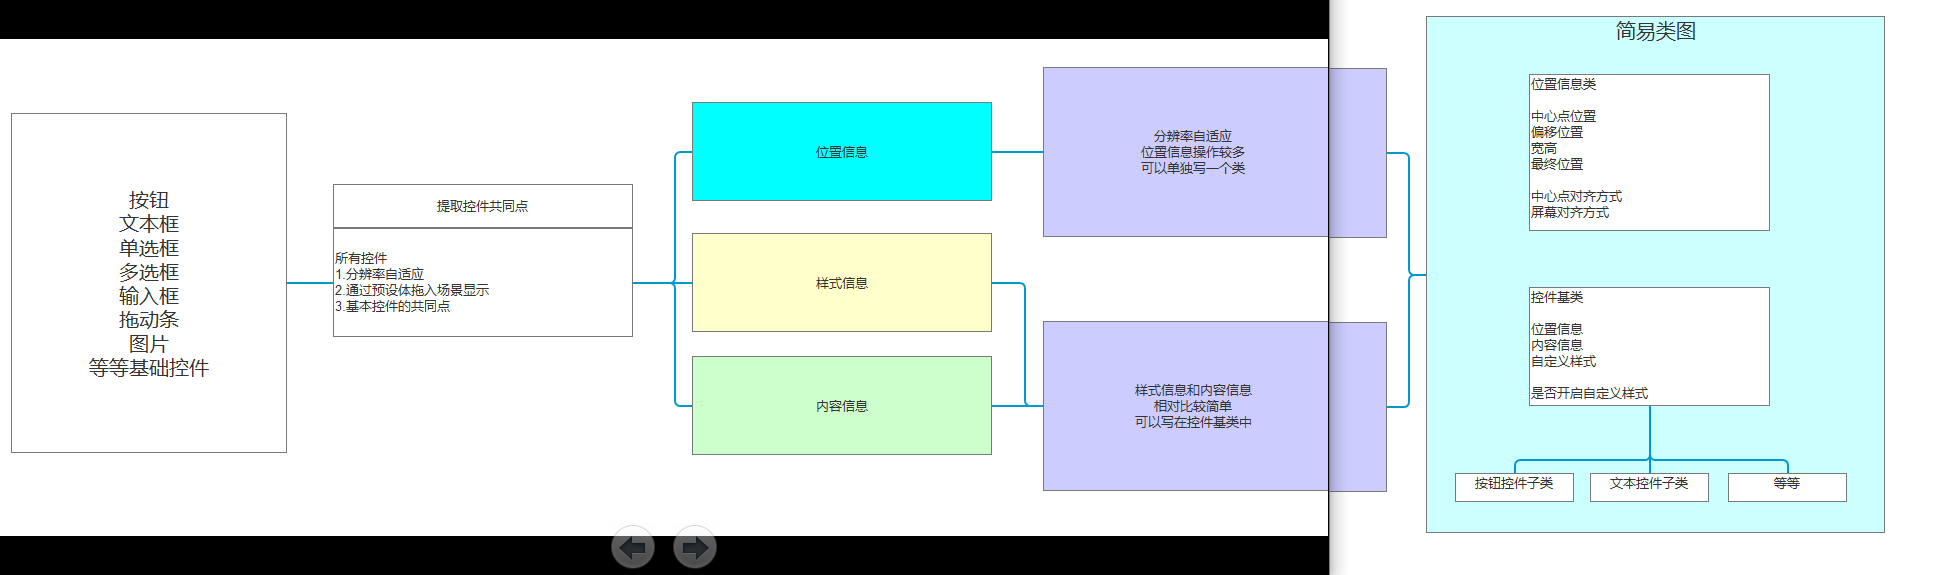 按钮
文本框
单选框
多选框
输入框
拖动条
图片
等等基础控件
提取控件共同点
所有控件
1.分辨率自适应
2.通过预设体拖入场景显示
3.基本控件的共同点
位置信息
样式信息
内容信息
分辨率自适应
位置信息操作较多
可以单独写一个类
样式信息和内容信息
相对比较简单
可以写在控件基类中
简易类图
位置信息类
中心点位置
偏移位置
宽高
最终位置
中心点对齐方式
屏幕对齐方式
控件基类
位置信息
内容信息
自定义样式
是否开启自定义样式
按钮控件子类
文本控件子类
等等